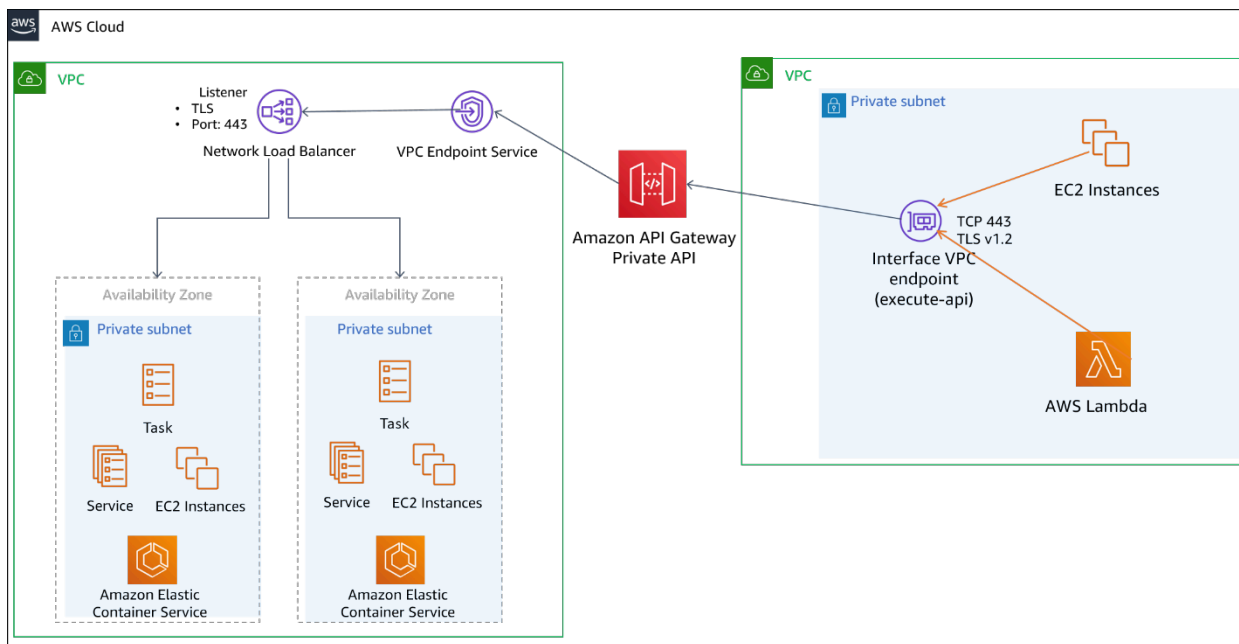 aws
AWS Cloud
VPC
Listener
• TLS
• Port: 443
Network Load Balancer
VPC Endpoint Service
Availability Zone
Private subnet
Task
Service
EC2 Instances
Amazon Elastic
Container Service
Availability Zone
Private subnet
Task
Service
EC2 Instances
Amazon Elastic
Container Service
Amazon API Gateway
Private API
VPC
Private subnet
EC2 Instances
TCP 443
TLS v1.2
Interface VPC
endpoint
(execute-api)
AWS Lambda